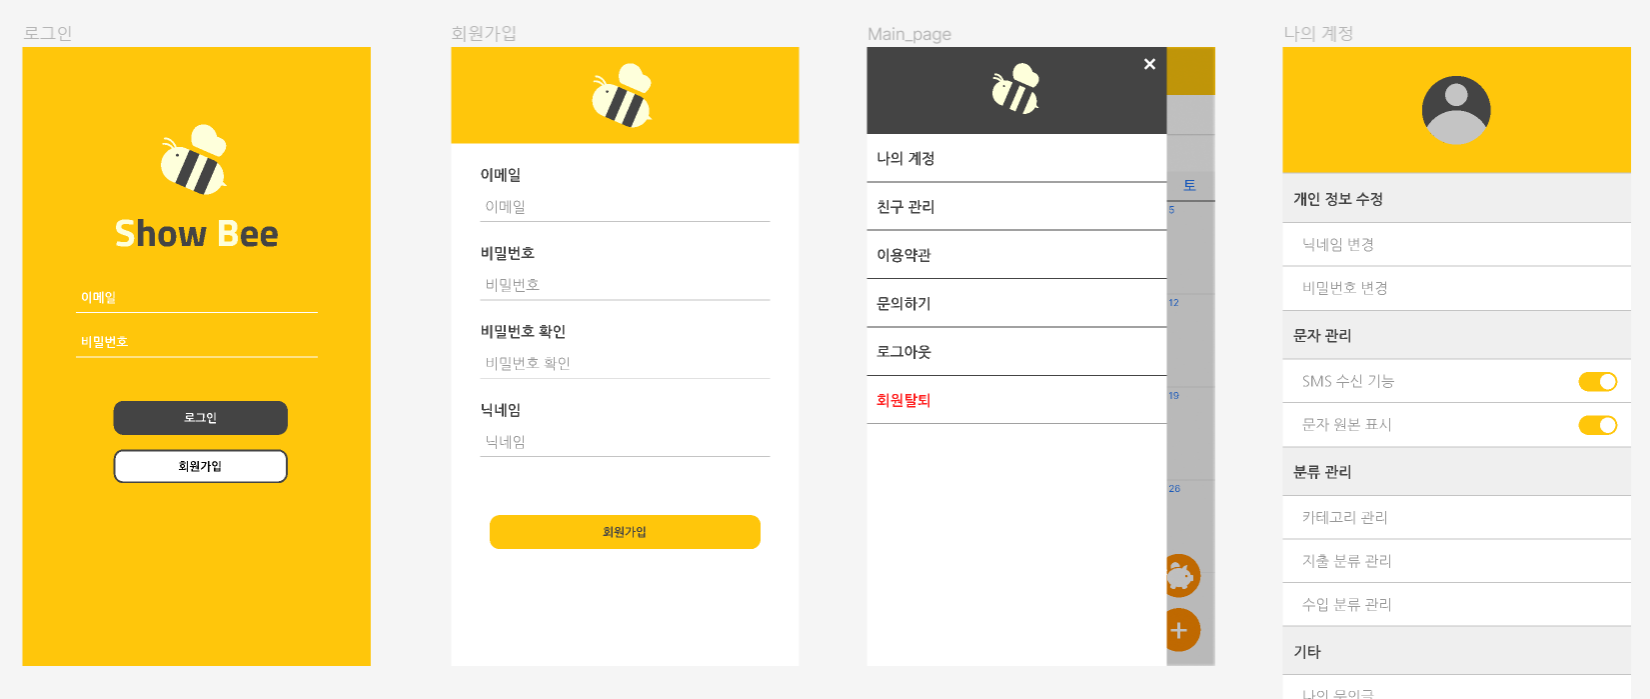 로그인
Show Bee
이메일
비밀번호
로그인
회원가입
회원가입
이메일
이메일
비밀번호
비밀번호
비밀번호 확인
비밀번호 확인
닉네임
닉네임
회원가입
Main_page
×
나의 계정
친구 관리
이용약관
문의하기
로그아웃
회원탈퇴
토
5
12
19
26
나의 계정
개인 정보 수정
닉네임 변경
비밀번호 변경
문자 관리
SMS 수신 기능
문자 원본 표시
분류 관리
카테고리 관리
지출 분류 관리
수입 분류 관리
기타
나의 문의글